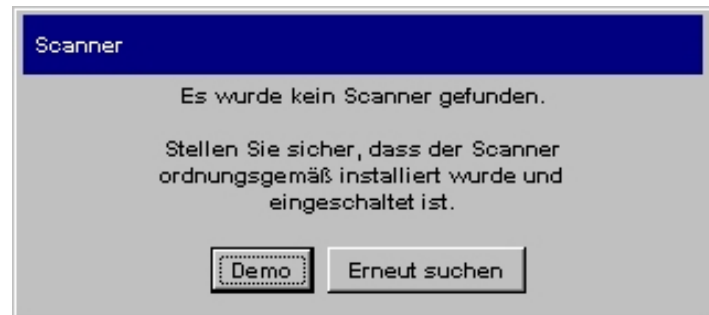 Scanner
Es wurde kein Scanner gefunden.
Stellen Sie sicher, dass der Scanner
ordnungsgemäß installiert wurde und
eingeschaltet ist.
Demo Erneut suchen